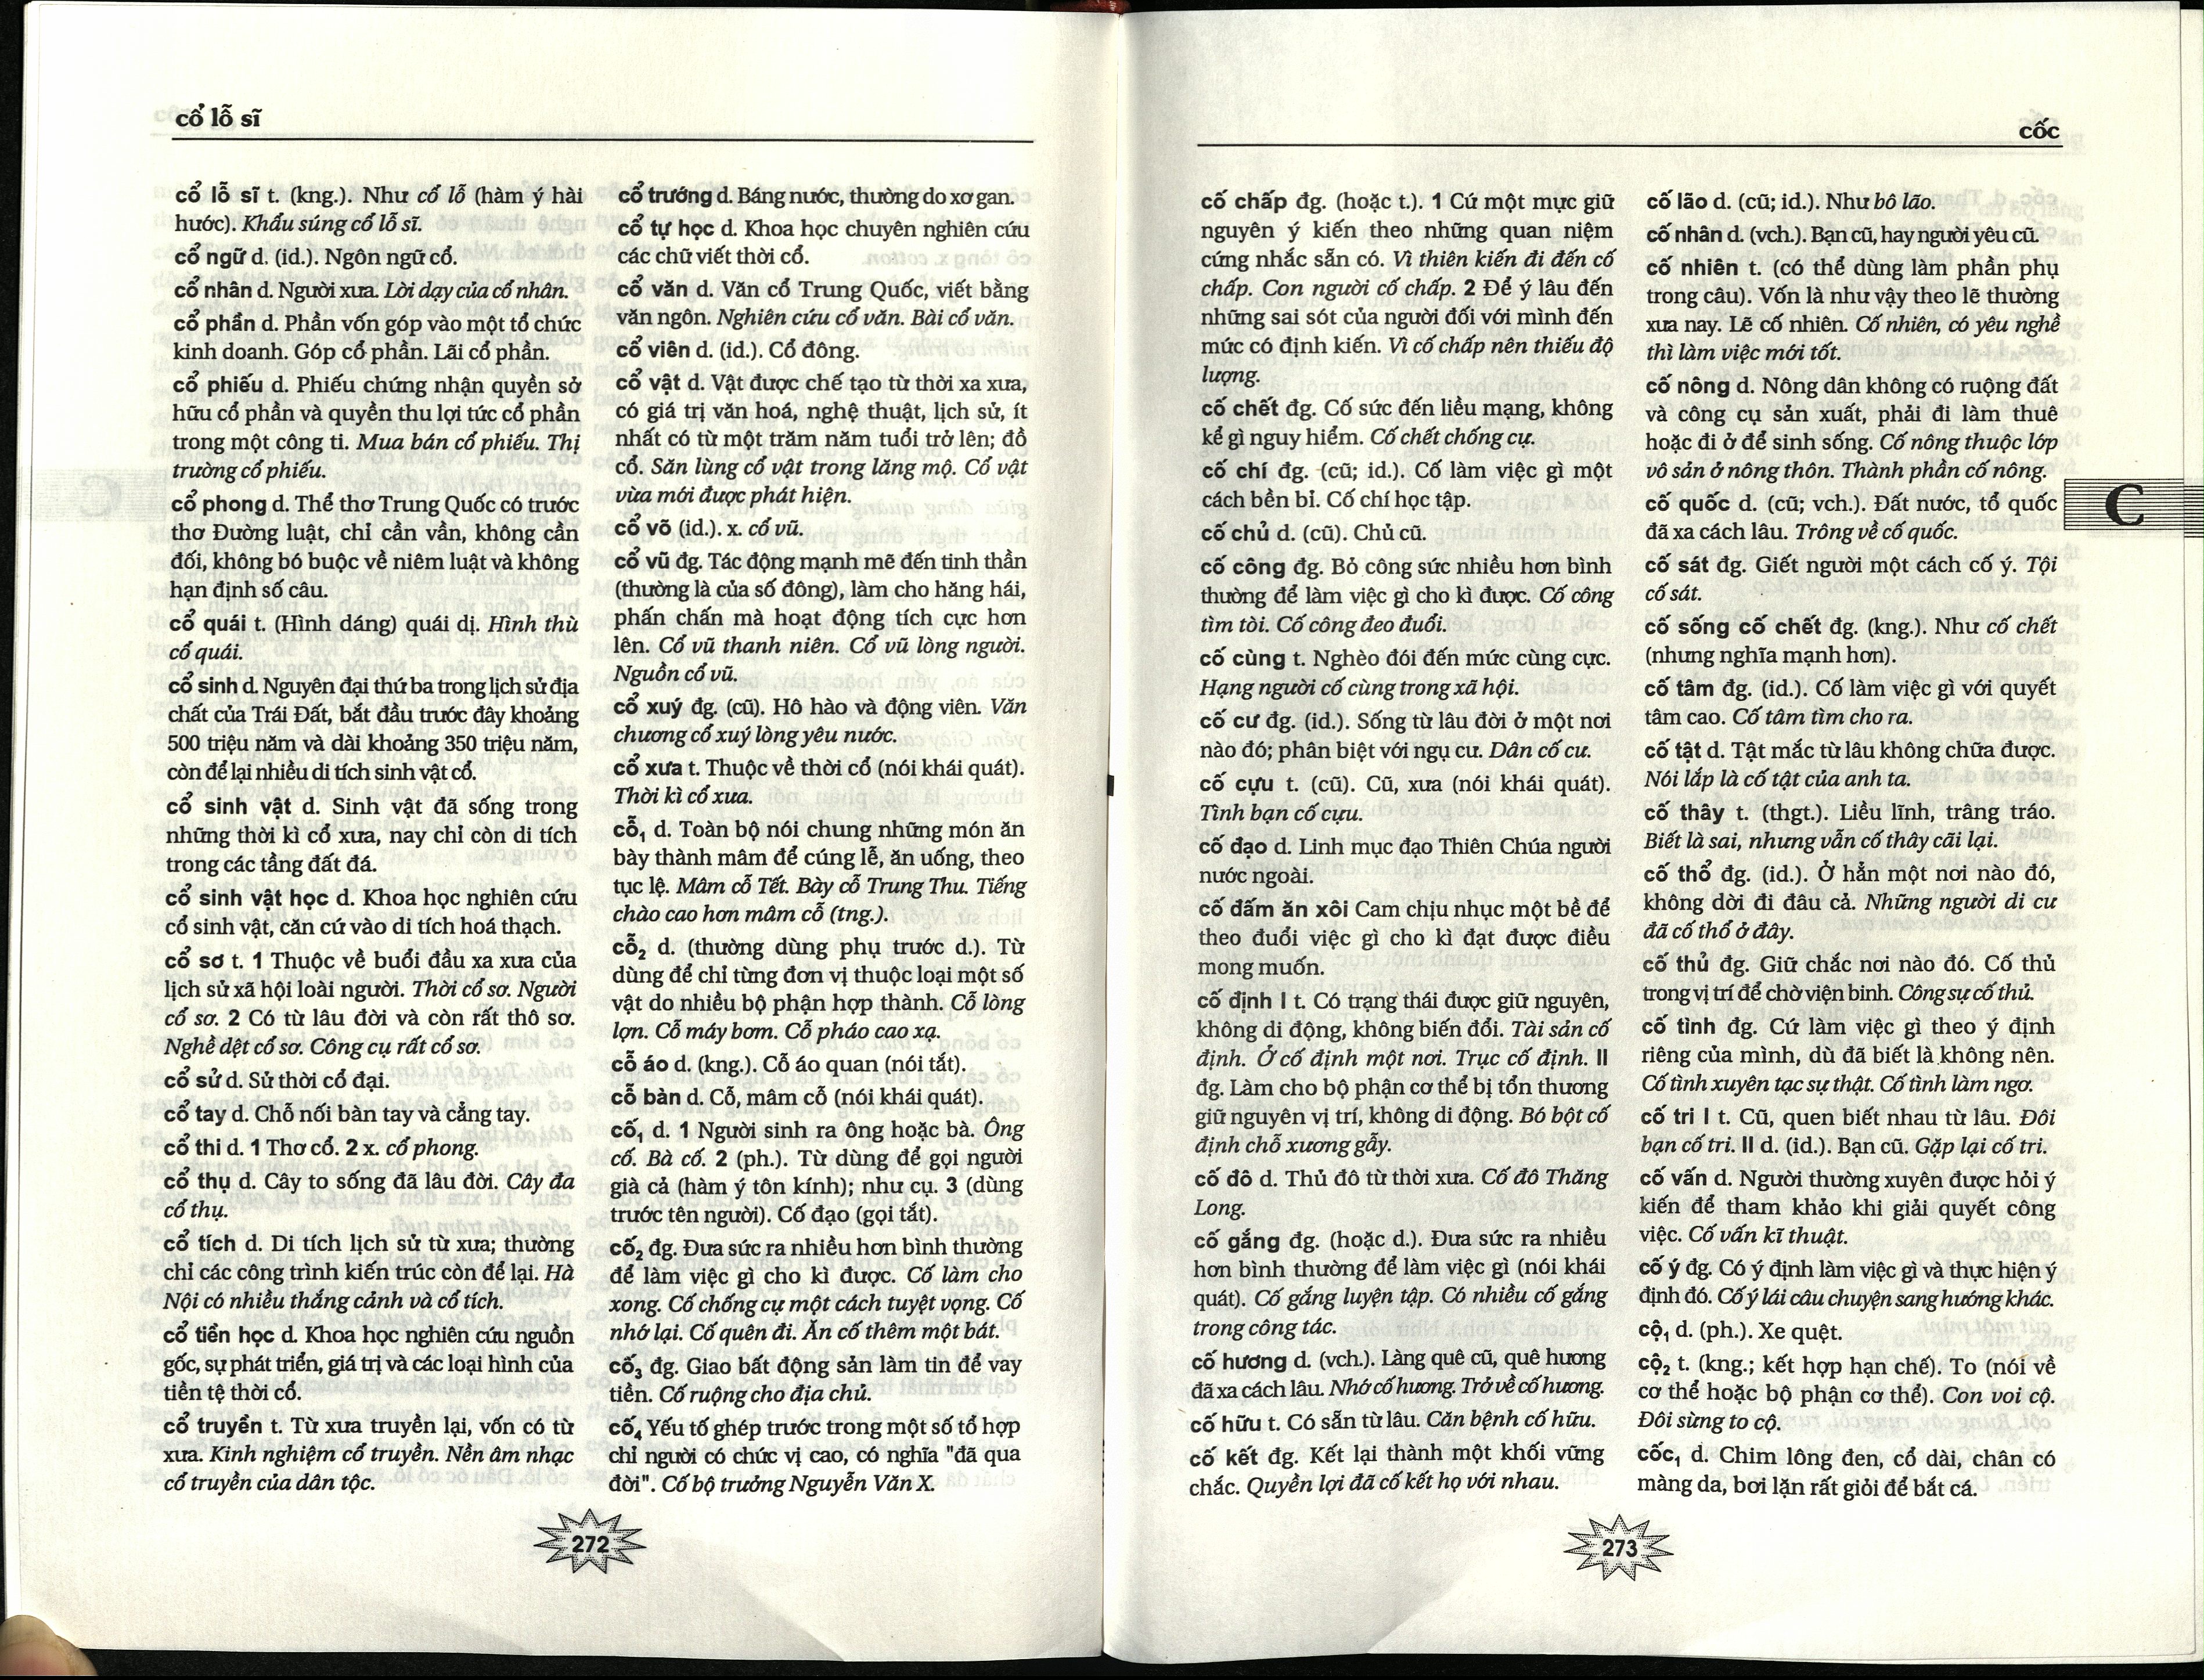 cổ lỗ sĩ
cổ lỗ sĩ t. (kng.). Như cổ lỗ (hàm ý hài
hước). Khẩu súng cổ lỗ sĩ.
cổ ngữ d. (id.). Ngôn ngữ cổ.
cổ nhân d. Người xưa. Lời dạy của cổ nhân.
cổ phần d. Phần vốn góp vào một tổ chức
kinh doanh. Góp cổ phần. Lãi cổ phần.
cổ phiếu d. Phiếu chứng nhận quyền sở
hữu cổ phần và quyền thu lợi tức cổ phần
trong một công ti. Mua bán cổ phiếu. Thị
trường cổ phiếu.
cổ phong d. Thể thơ Trung Quốc có trước
thơ Đường luật, chỉ cần vần, không cần
đối, không bó buộc về niêm luật và không
hạn định số câu.
cổ quái t. (Hình dáng) quái dị. Hình thù
cổ quái.
cổ sinh d. Nguyên đại thứ ba trong lịch sử địa
chất của Trái Đất, bắt đầu trước đây khoảng
500 triệu năm và dài khoảng 350 triệu năm,
còn để lại nhiều di tích sinh vật cổ.
cổ sinh vật d. Sinh vật đã sống trong
những thời kì cổ xưa, nay chỉ còn di tích
trong các tầng đất đá.
cổ sinh vật học d. Khoa học nghiên cứu
cổ sinh vật, căn cứ vào di tích hoá thạch.
cổ sơ t. 1 Thuộc về buổi đầu xa xưa của
lịch sử xã hội loài người. Thời cổ sơ. Người
cổ sơ. 2 Có từ lâu đời và còn rất thô sơ.
Nghề dệt cổ sơ. Công cụ rất cổ sơ.
cổ sử d. Sử thời cổ đại.
cổ tay d. Chỗ nối bàn tay và cẳng tay.
cổ thi d. 1 Thơ cổ. 2 x. cổ phong.
cổ thụ d. Cây to sống đã lâu đời. Cây đa
cổ thụ.
cổ tích d. Di tích lịch sử từ xưa; thường
chỉ các công trình kiến trúc còn để lại. Hà
Nội có nhiều thắng cảnh và cổ tích.
cổ tiền học d. Khoa học nghiên cứu nguồn
gốc, sự phát triển, giá trị và các loại hình của
tiền tệ thời cổ.
cổ truyền t. Từ xưa truyền lại, vốn có từ
xưa. Kinh nghiệm cổ truyền. Nền âm nhạc
cổ truyền của dân tộc.
cổ trướng d. Báng nước, thường do xơ gan.
cổ tự học d. Khoa học chuyên nghiên cứu
các chữ viết thời cổ.
cổ văn d. Văn cổ Trung Quốc, viết bằng
văn ngôn. Nghiên cứu cổ văn. Bài cổ văn.
cổ viên d. (id.). Cổ đông.
cổ vật d. Vật được chế tạo từ thời xa xưa,
có giá trị văn hoá, nghệ thuật, lịch sử, ít
nhất có từ một trăm năm tuổi trở lên; đồ
cổ. Săn lùng cổ vật trong lăng mộ. Cổ vật
vừa mới được phát hiện.
cổ võ (id.). x. cổ vũ.
cổ vũ đg. Tác động mạnh mẽ đến tinh thần
(thường là của số đông), làm cho hăng hái,
phấn chấn mà hoạt động tích cực hơn
lên. Cổ vũ thanh niên. Cổ vũ lòng người.
Nguồn cổ vũ.
cổ xuý đg. (cũ). Hô hào và động viên. Văn
chương cổ xuý lòng yêu nước.
cổ xưa t. Thuộc về thời cổ (nói khái quát).
Thời kì cổ xưa.
cỗ₁ d. Toàn bộ nói chung những món ăn
bày thành mâm để cúng lễ, ăn uống, theo
tục lệ. Mâm cỗ Tết. Bày cỗ Trung Thu. Tiếng
chào cao hơn mâm cỗ (tng.).
cỗ₂ d. (thường dùng phụ trước d.). Từ
dùng để chỉ từng đơn vị thuộc loại một số
vật do nhiều bộ phận hợp thành. Cỗ lòng
lợn. Cỗ máy bơm. Cỗ pháo cao xạ.
cỗ áo d. (kng.). Cỗ áo quan (nói tắt).
cỗ bàn d. Cỗ, mâm cỗ (nói khái quát).
cố₁ d. 1 Người sinh ra ông hoặc bà. Ông
cố. Bà cố. 2 (ph.). Từ dùng để gọi người
già cả (hàm ý tôn kính); như cụ. 3 (dùng
trước tên người). Cố đạo (gọi tắt).
cố₂ đg. Đưa sức ra nhiều hơn bình thường
để làm việc gì cho kì được. Cố làm cho
xong. Cố chống cự một cách tuyệt vọng. Cố
nhớ lại. Cố quên đi. Ăn cố thêm một bát.
cố₃ đg. Giao bất động sản làm tin để vay
tiền. Cố ruộng cho địa chủ.
cố₄ Yếu tố ghép trước trong một số tổ hợp
chỉ người có chức vị cao, có nghĩa "đã qua
đời". Cố bộ trưởng Nguyễn Văn X.
272
cốc
cố chấp đg. (hoặc t.). 1 Cứ một mực giữ
nguyên ý kiến theo những quan niệm
cứng nhắc sẵn có. Vì thiên kiến đi đến cố
chấp. Con người cố chấp. 2 Để ý lâu đến
những sai sót của người đối với mình đến
mức có định kiến. Vì cố chấp nên thiếu độ
lượng.
cố chết đg. Cố sức đến liều mạng, không
kể gì nguy hiểm. Cố chết chống cự.
cố chí đg. (cũ; id.). Cố làm việc gì một
cách bền bỉ. Cố chí học tập.
cố chủ d. (cũ). Chủ cũ.
cố công đg. Bỏ công sức nhiều hơn bình
thường để làm việc gì cho kì được. Cố công
tìm tòi. Cố công đeo đuổi.
cố cùng t. Nghèo đói đến mức cùng cực.
Hạng người cố cùng trong xã hội.
cố cư đg. (id.). Sống từ lâu đời ở một nơi
nào đó; phân biệt với ngụ cư. Dân cố cư.
cố cựu t. (cũ). Cũ, xưa (nói khái quát).
Tình bạn cố cựu.
cố đạo d. Linh mục đạo Thiên Chúa người
nước ngoài.
cố đấm ăn xôi Cam chịu nhục một bề để
theo đuổi việc gì cho kì đạt được điều
mong muốn.
cố định I t. Có trạng thái được giữ nguyên,
không di động, không biến đổi. Tài sản cố
định. Ở cố định một nơi. Trục cố định. II
đg. Làm cho bộ phận cơ thể bị tổn thương
giữ nguyên vị trí, không di động. Bó bột cố
định chỗ xương gẫy.
cố đô d. Thủ đô từ thời xưa. Cố đô Thăng
Long.
cố gắng đg. (hoặc d.). Đưa sức ra nhiều
hơn bình thường để làm việc gì (nói khái
quát). Cố gắng luyện tập. Có nhiều cố gắng
trong công tác.
cố hương d. (vch.). Làng quê cũ, quê hương
đã xa cách lâu. Nhớ cố hương. Trở về cố hương.
cố hữu t. Có sẵn từ lâu. Căn bệnh cố hữu.
cố kết đg. Kết lại thành một khối vững
chắc. Quyền lợi đã cố kết họ với nhau.
cố lão d. (cũ; id.). Như bô lão.
cố nhân d. (vch.). Bạn cũ, hay người yêu cũ.
cố nhiên t. (có thể dùng làm phần phụ
trong câu). Vốn là như vậy theo lẽ thường
xưa nay. Lẽ cố nhiên. Cố nhiên, có yêu nghề
thì làm việc mới tốt.
cố nông d. Nông dân không có ruộng đất
và công cụ sản xuất, phải đi làm thuê
hoặc đi ở để sinh sống. Cố nông thuộc lớp
vô sản ở nông thôn. Thành phần cố nông.
cố quốc d. (cũ; vch.). Đất nước, tổ quốc
đã xa cách lâu. Trông về cố quốc.
cố sát đg. Giết người một cách cố ý. Tội
cố sát.
cố sống cố chết đg. (kng.). Như cố chết
(nhưng nghĩa mạnh hơn).
cố tâm đg. (id.). Cố làm việc gì với quyết
tâm cao. Cố tâm tìm cho ra.
cố tật d. Tật mắc từ lâu không chữa được.
Nói lắp là cố tật của anh ta.
cố thây t. (thgt.). Liều lĩnh, trâng tráo.
Biết là sai, nhưng vẫn cố thây cãi lại.
cố thổ đg. (id.). Ở hẳn một nơi nào đó,
không dời đi đâu cả. Những người di cư
đã cố thổ ở đây.
cố thủ đg. Giữ chắc nơi nào đó. Cố thủ
trong vị trí để chờ viện binh. Công sự cố thủ.
cố tình đg. Cứ làm việc gì theo ý định
riêng của mình, dù đã biết là không nên.
Cố tình xuyên tạc sự thật. Cố tình làm ngơ.
cố tri I t. Cũ, quen biết nhau từ lâu. Đôi
bạn cố tri. II d. (id.). Bạn cũ. Gặp lại cố tri.
cố vấn d. Người thường xuyên được hỏi ý
kiến để tham khảo khi giải quyết công
việc. Cố vấn kĩ thuật.
cố ý đg. Có ý định làm việc gì và thực hiện ý
định đó. Cố ý lái câu chuyện sang hướng khác.
cộ₁ d. (ph.). Xe quệt.
cộ₂ t. (kng.; kết hợp hạn chế). To (nói về
cơ thể hoặc bộ phận cơ thể). Con voi cộ.
Đôi sừng to cộ.
cốc₁ d. Chim lông đen, cổ dài, chân có
màng da, bơi lặn rất giỏi để bắt cá.
C
273